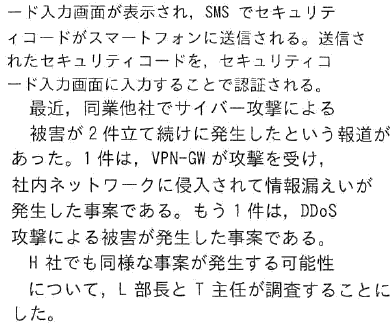 ード入力画面が表示され，SMS でセキュリテ
ィコードがスマートフォンに送信される。送信さ
れたセキュリティコードを，セキュリティコ
ード入力画面に入力することで認証される。
最近，同業他社でサイバー攻撃による
被害が2件立て続けに発生したという報道が
あった。1件は，VPN-GWが攻撃を受け，
社内ネットワークに侵入されて情報漏えいが
発生した事案である。もう1件は，DDoS
攻撃による被害が発生した事案である。
H 社でも同様な事案が発生する可能性
について，L 部長と T 主任が調査することに
した。